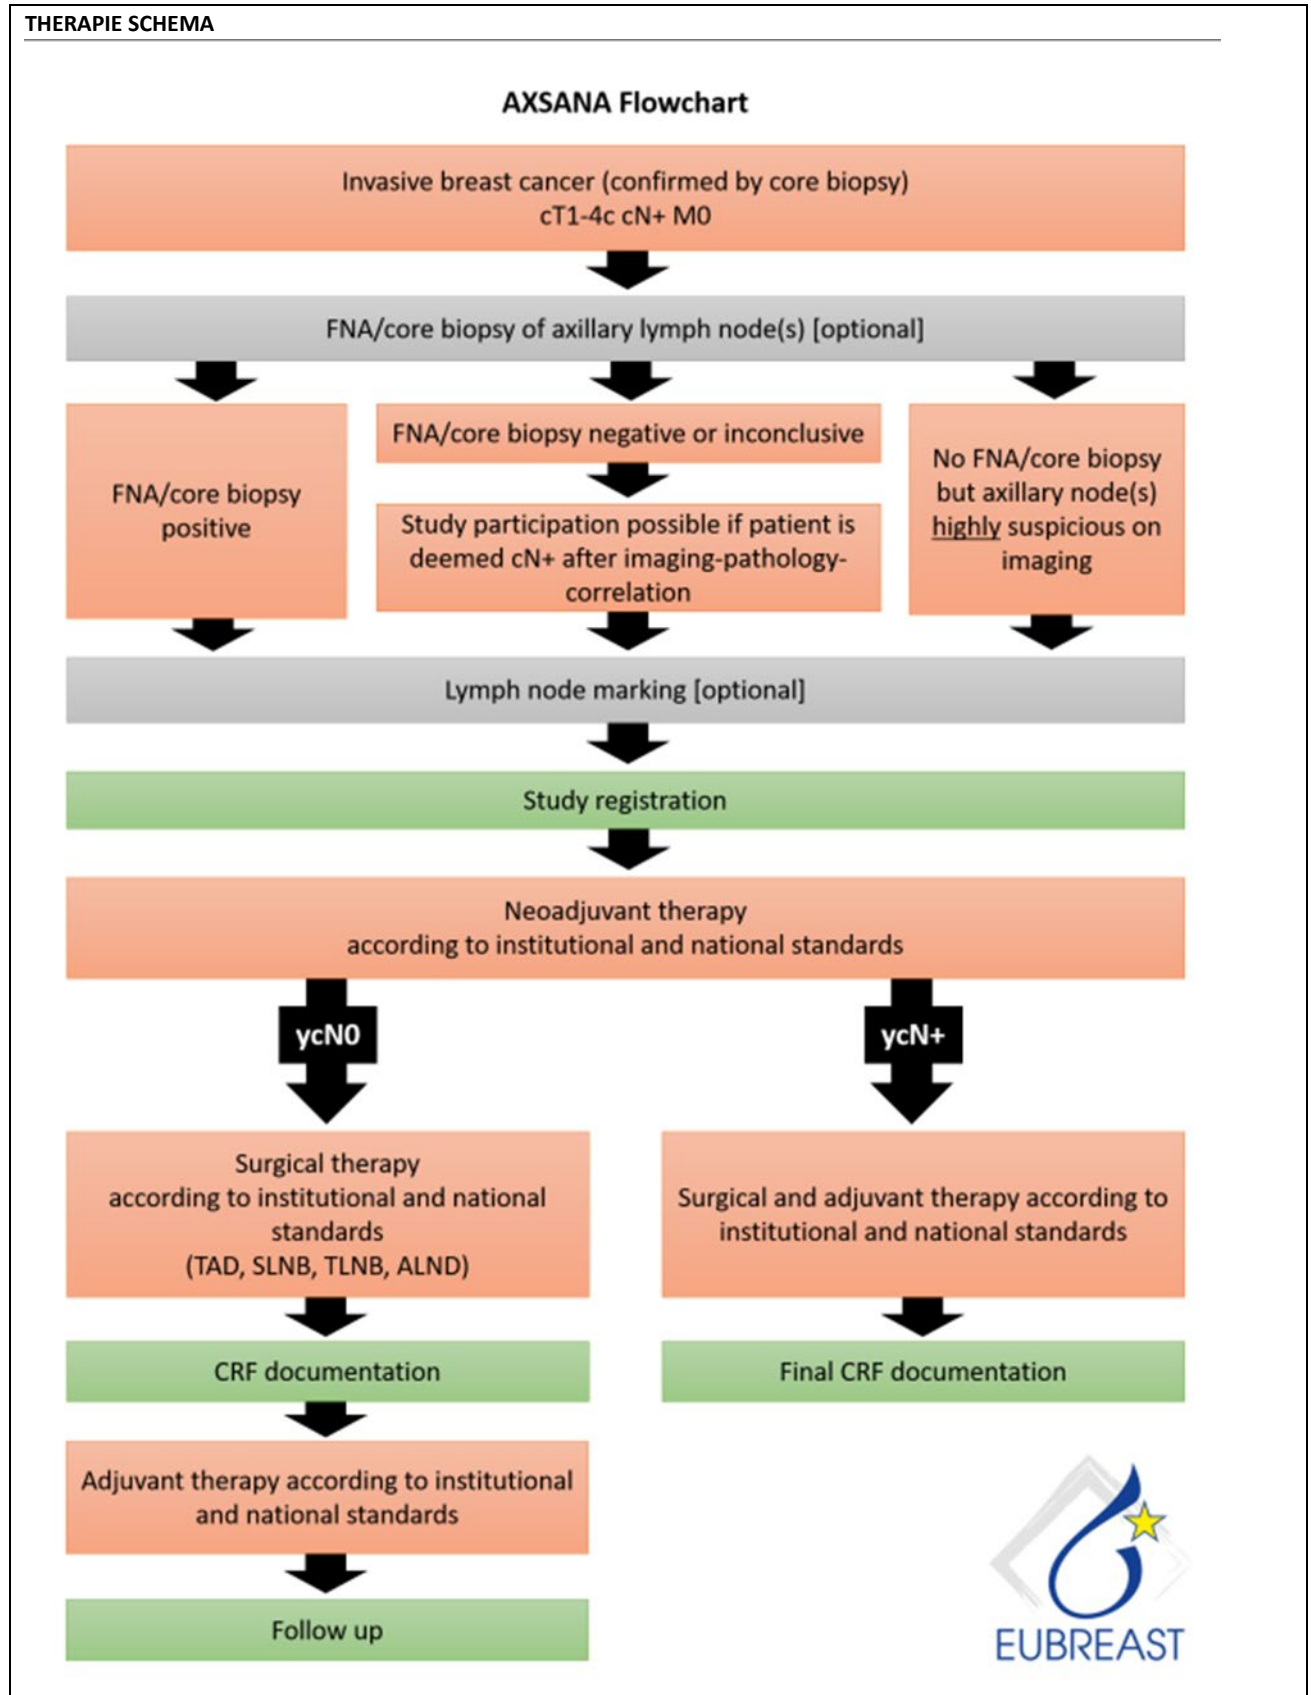 THERAPIE SCHEMA
AXSANA Flowchart
Invasive breast cancer (confirmed by core biopsy)
cT1-4c cN+ M0
FNA/core biopsy of axillary lymph node(s) [optional]
FNA/core biopsy
positive
FNA/core biopsy negative or inconclusive
Study participation possible if patient is
deemed cN+ after imaging-pathology-
correlation
No FNA/core biopsy
but axillary node(s)
highly suspicious on
imaging
Lymph node marking [optional]
Study registration
Neoadjuvant therapy
according to institutional and national standards
ycN0
ycN+
Surgical therapy
according to institutional and national
standards
(TAD, SLNB, TLNB, ALND)
Surgical and adjuvant therapy according to
institutional and national standards
CRF documentation
Final CRF documentation
Adjuvant therapy according to institutional
and national standards
Follow up
EUBREAST